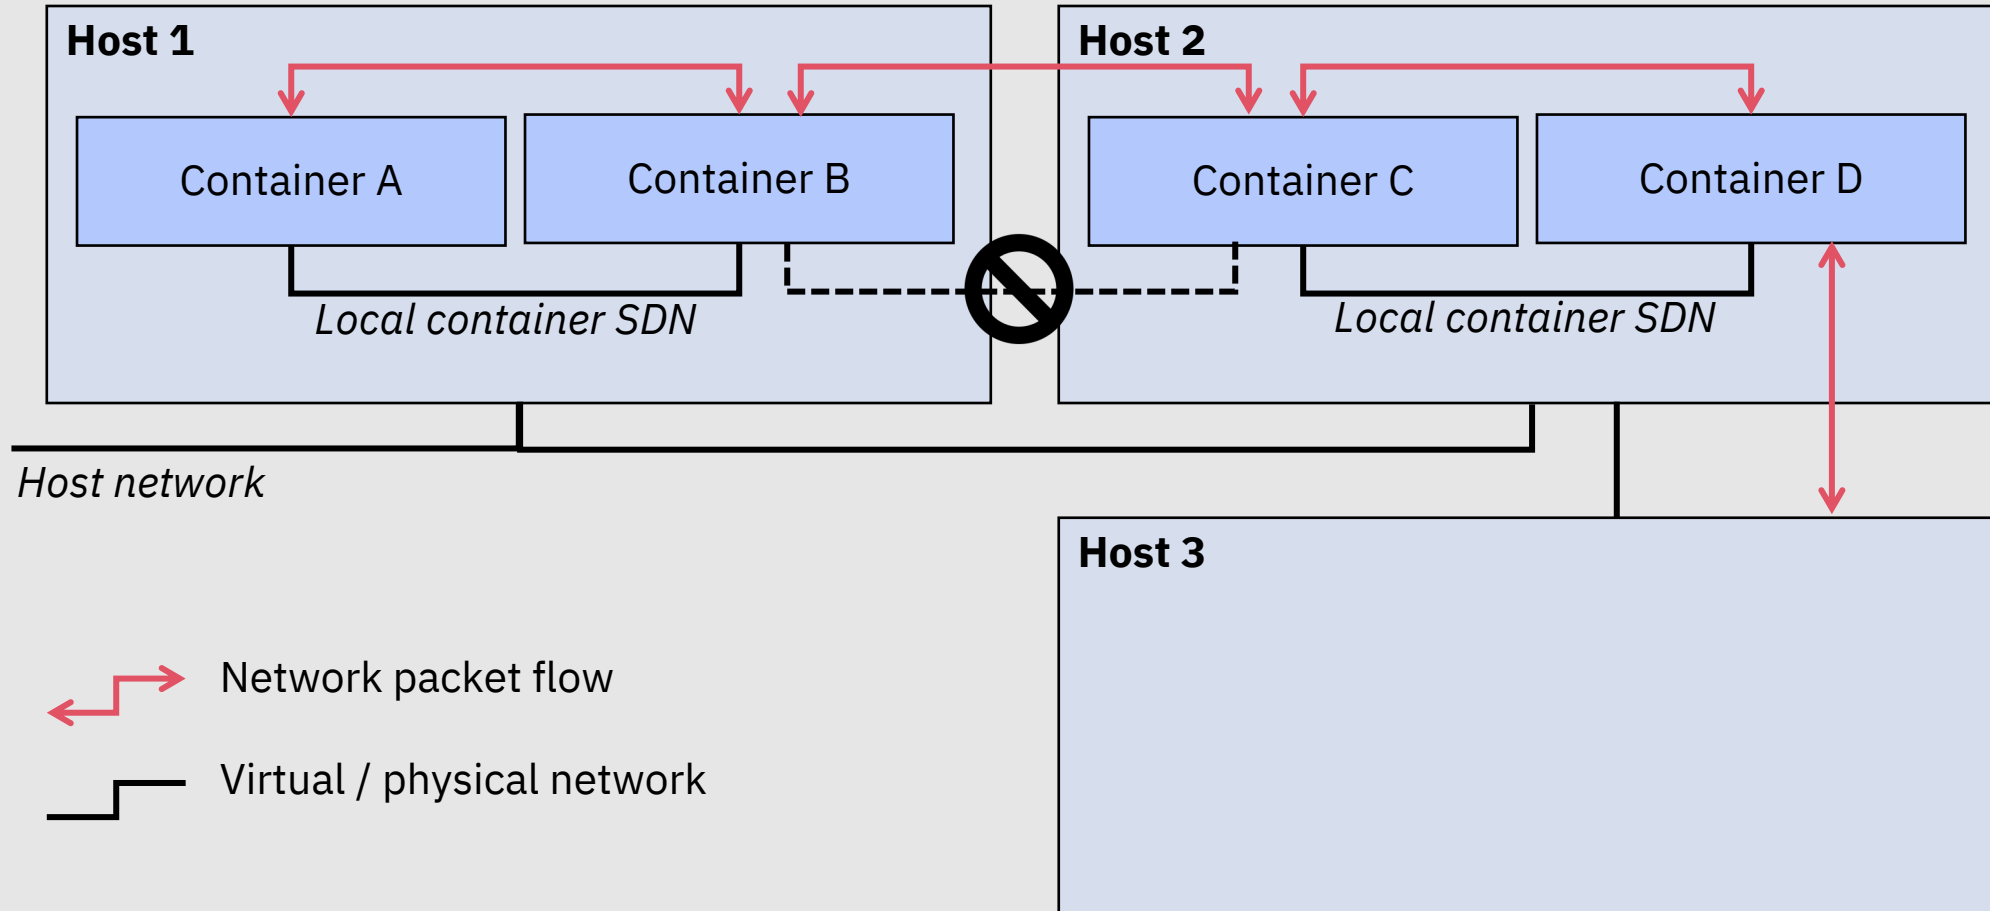 Host 1
Host 2
Container A
Container B
Container C
Container D
Local container SDN
Local container SDN
Host network
Host 3
Network packet flow
Virtual / physical network